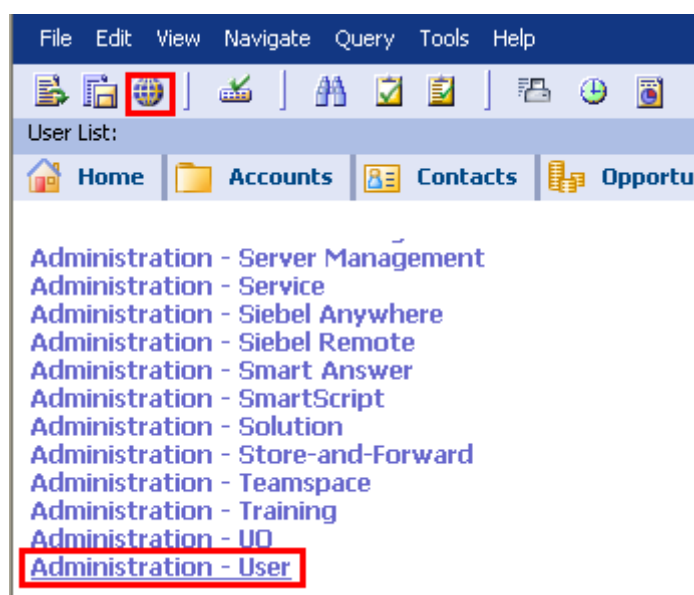 File Edit View Navigate Query Tools Help
User List:
Home Accounts Contacts Opportu
Administration - Server Management
Administration - Service
Administration - Siebel Anywhere
Administration - Siebel Remote
Administration - Smart Answer
Administration - SmartScript
Administration - Solution
Administration - Store-and-Forward
Administration - Teamspace
Administration - Training
Administration - UO
Administration - User